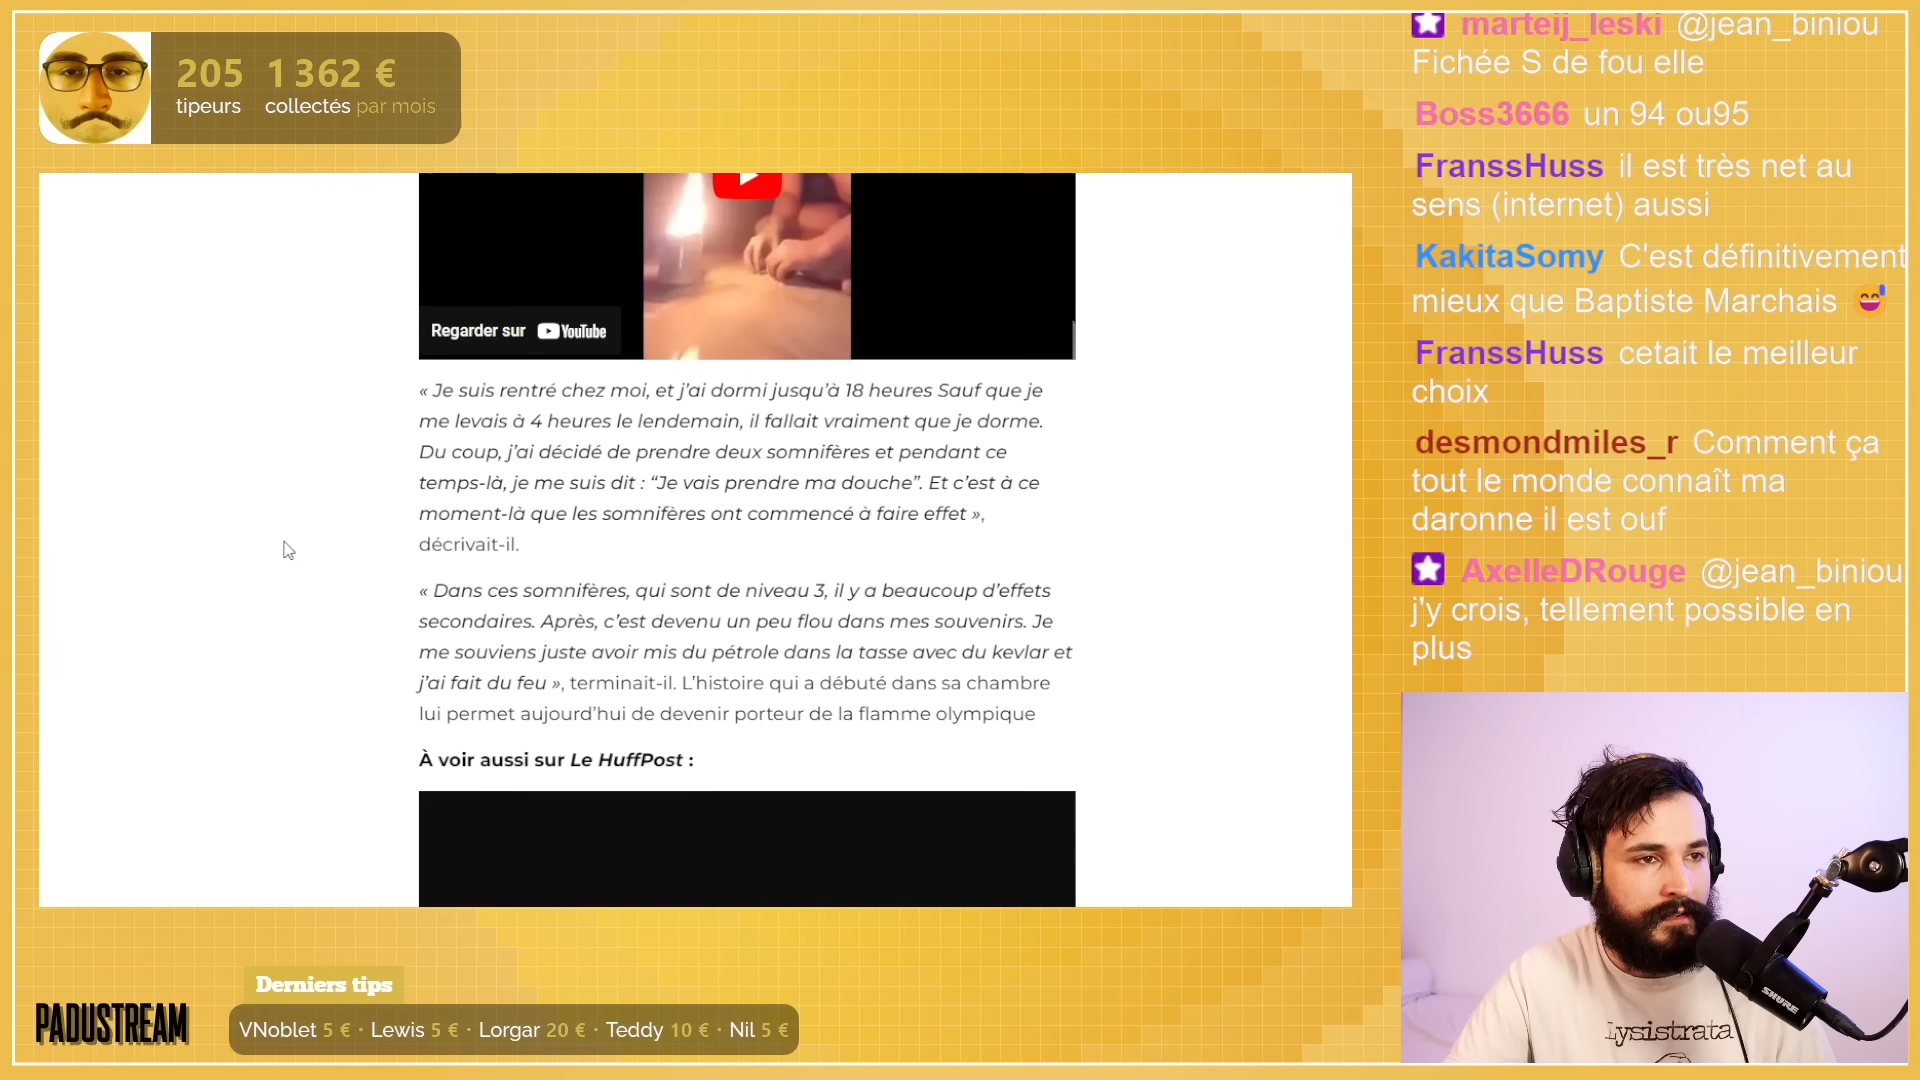 205 1 362 €
tipeurs collectés par mois
Regarder sur YouTube
« Je suis rentré chez moi, et j’ai dormi jusqu’à 18 heures Sauf que je
me levais à 4 heures le lendemain, il fallait vraiment que je dorme.
Du coup, j’ai décidé de prendre deux somnifères et pendant ce
temps-là, je me suis dit : “Je vais prendre ma douche”. Et c’est à ce
moment-là que les somnifères ont commencé à faire effet »,
décrivait-il.
« Dans ces somnifères, qui sont de niveau 3, il y a beaucoup d’effets
secondaires. Après, c’est devenu un peu flou dans mes souvenirs. Je
me souviens juste avoir mis du pétrole dans la tasse avec du kevlar et
j’ai fait du feu », terminait-il. L’histoire qui a débuté dans sa chambre
lui permet aujourd’hui de devenir porteur de la flamme olympique
À voir aussi sur Le HuffPost :
marteij_leski @jean_biniou
Fichée S de fou elle
Boss3666 un 94 ou95
FranssHuss il est très net au
sens (internet) aussi
KakitaSomy C'est définitivement
mieux que Baptiste Marchais
FranssHuss cetait le meilleur
choix
desmondmiles_r Comment ça
tout le monde connaît ma
daronne il est ouf
AxelleDRouge @jean_biniou
j'y crois, tellement possible en
plus
SHURE
Lysistrata
Derniers tips
PADUSTREAM
VNoblet 5 € · Lewis 5 € · Lorgar 20 € · Teddy 10 € · Nil 5 €